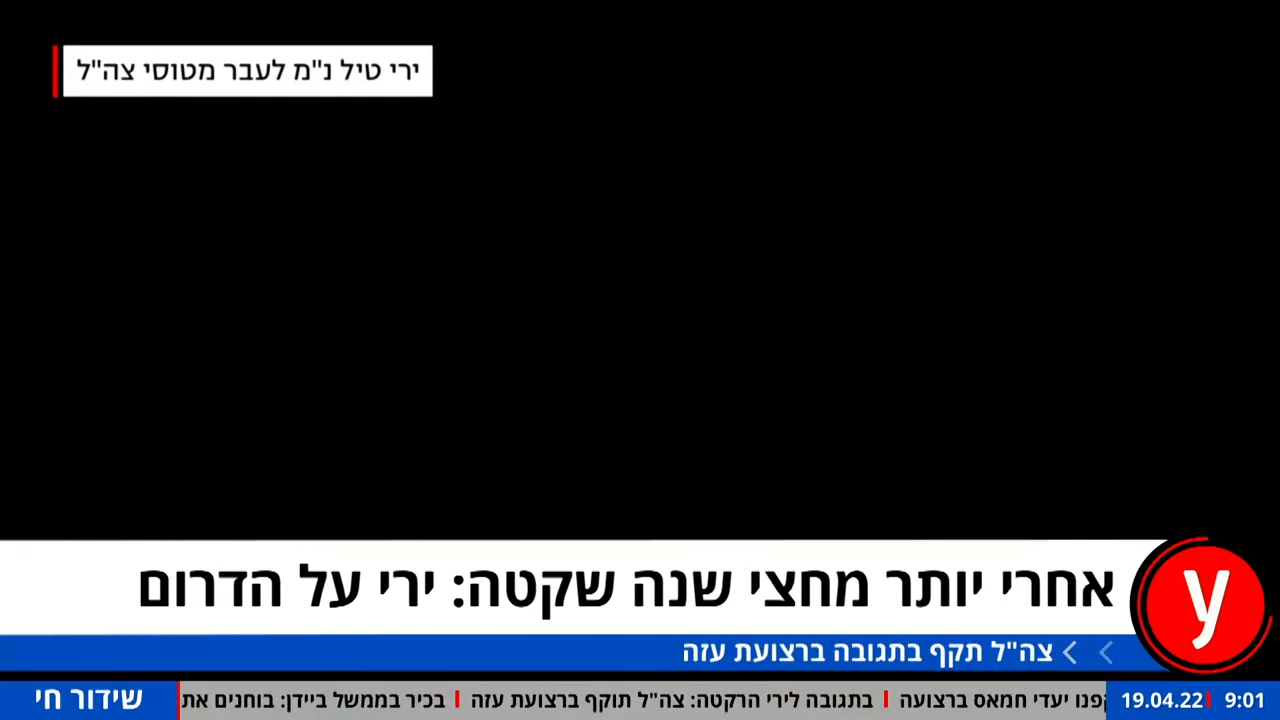 ירי טיל נ"מ לעבר מטוסי צה"ל
אחרי יותר מחצי שנה שקטה: ירי על הדרום
y
צה"ל תקף בתגובה ברצועת עזה
9:01 19.04.22 יעדי חמאס ברצועה | בתגובה לירי הרקטה: צה"ל תוקף ברצועת עזה | בכיר בממשל ביידן: בוחנים את שידור חי